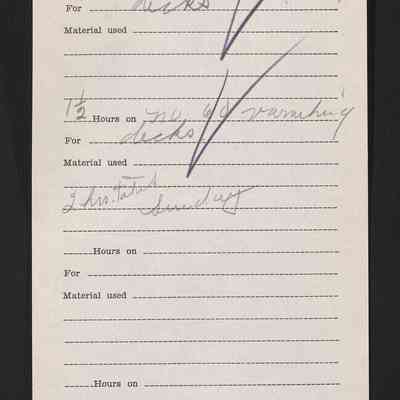 For decks
Material used
1½ Hours on no. 69 varnishing
For decks
Material used
2 hrs. total
Sunday
Hours on
For
Material used
Hours on